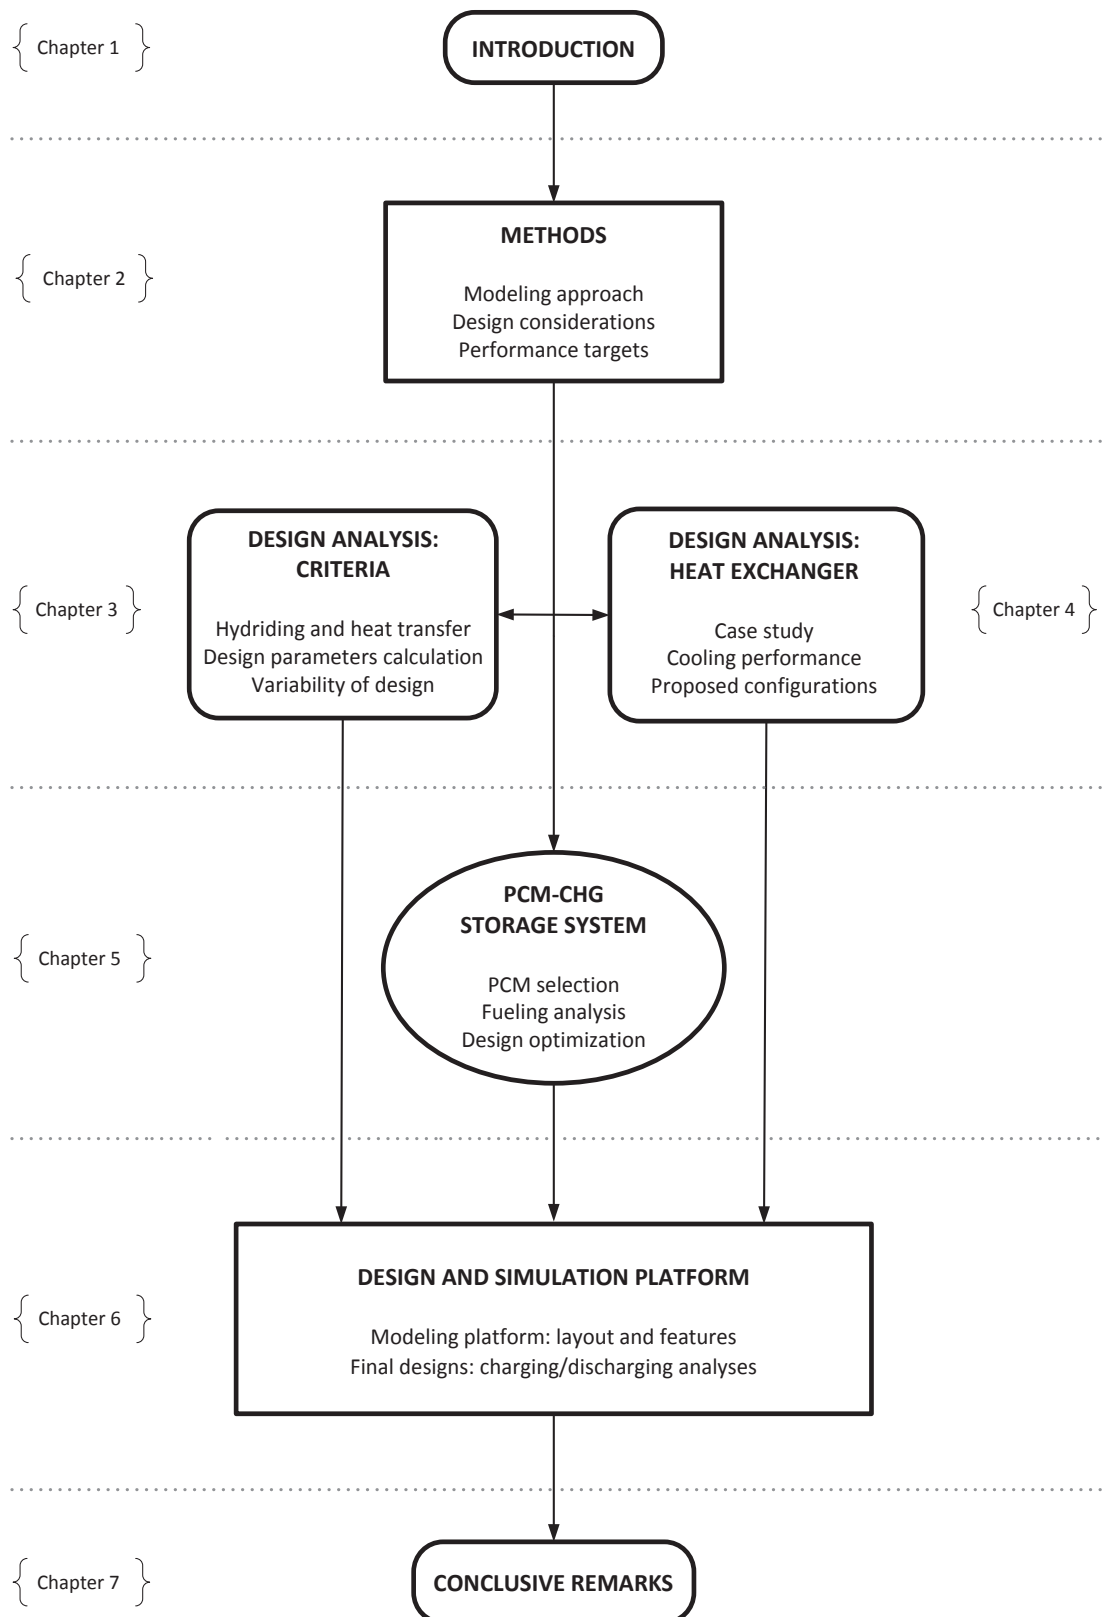 Chapter 1
INTRODUCTION
Chapter 2
METHODS
Modeling approach
Design considerations
Performance targets
Chapter 3
DESIGN ANALYSIS:
CRITERIA
Hydriding and heat transfer
Design parameters calculation
Variability of design
DESIGN ANALYSIS:
HEAT EXCHANGER
Case study
Cooling performance
Proposed configurations
Chapter 4
Chapter 5
PCM-CHG
STORAGE SYSTEM
PCM selection
Fueling analysis
Design optimization
Chapter 6
DESIGN AND SIMULATION PLATFORM
Modeling platform: layout and features
Final designs: charging/discharging analyses
Chapter 7
CONCLUSIVE REMARKS